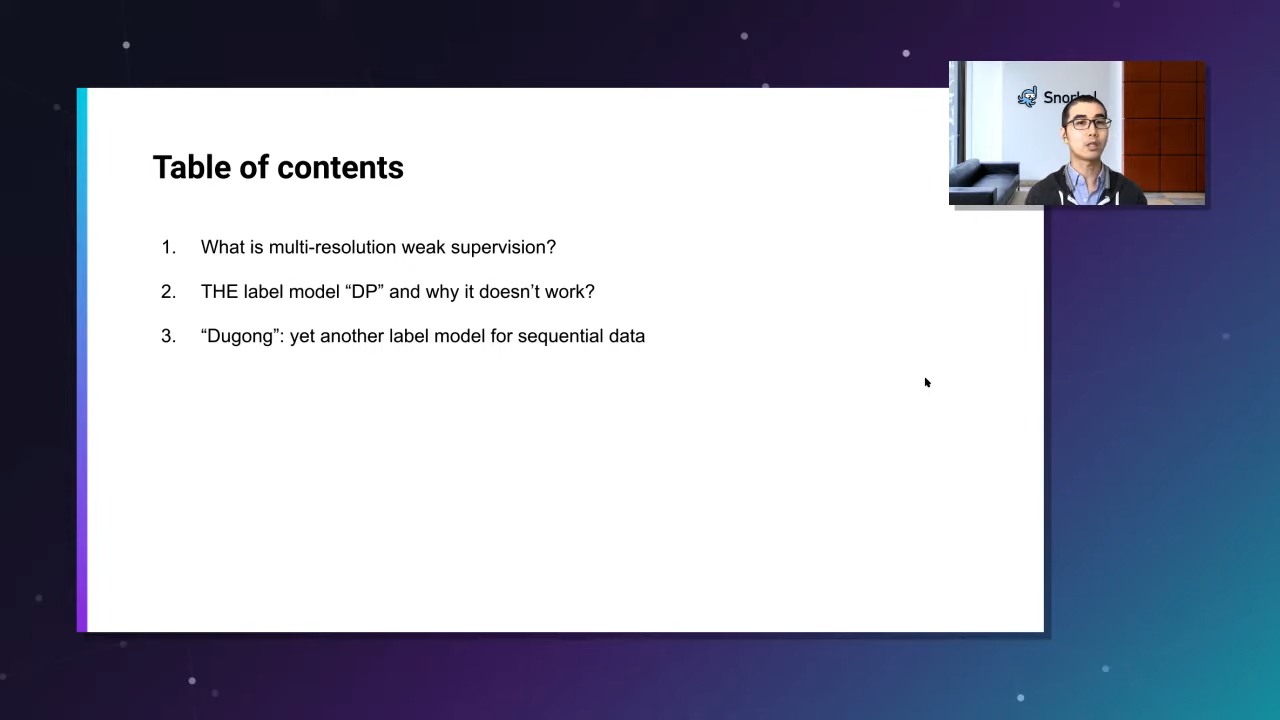 Table of contents
1. What is multi-resolution weak supervision?
2. THE label model “DP” and why it doesn’t work?
3. “Dugong”: yet another label model for sequential data